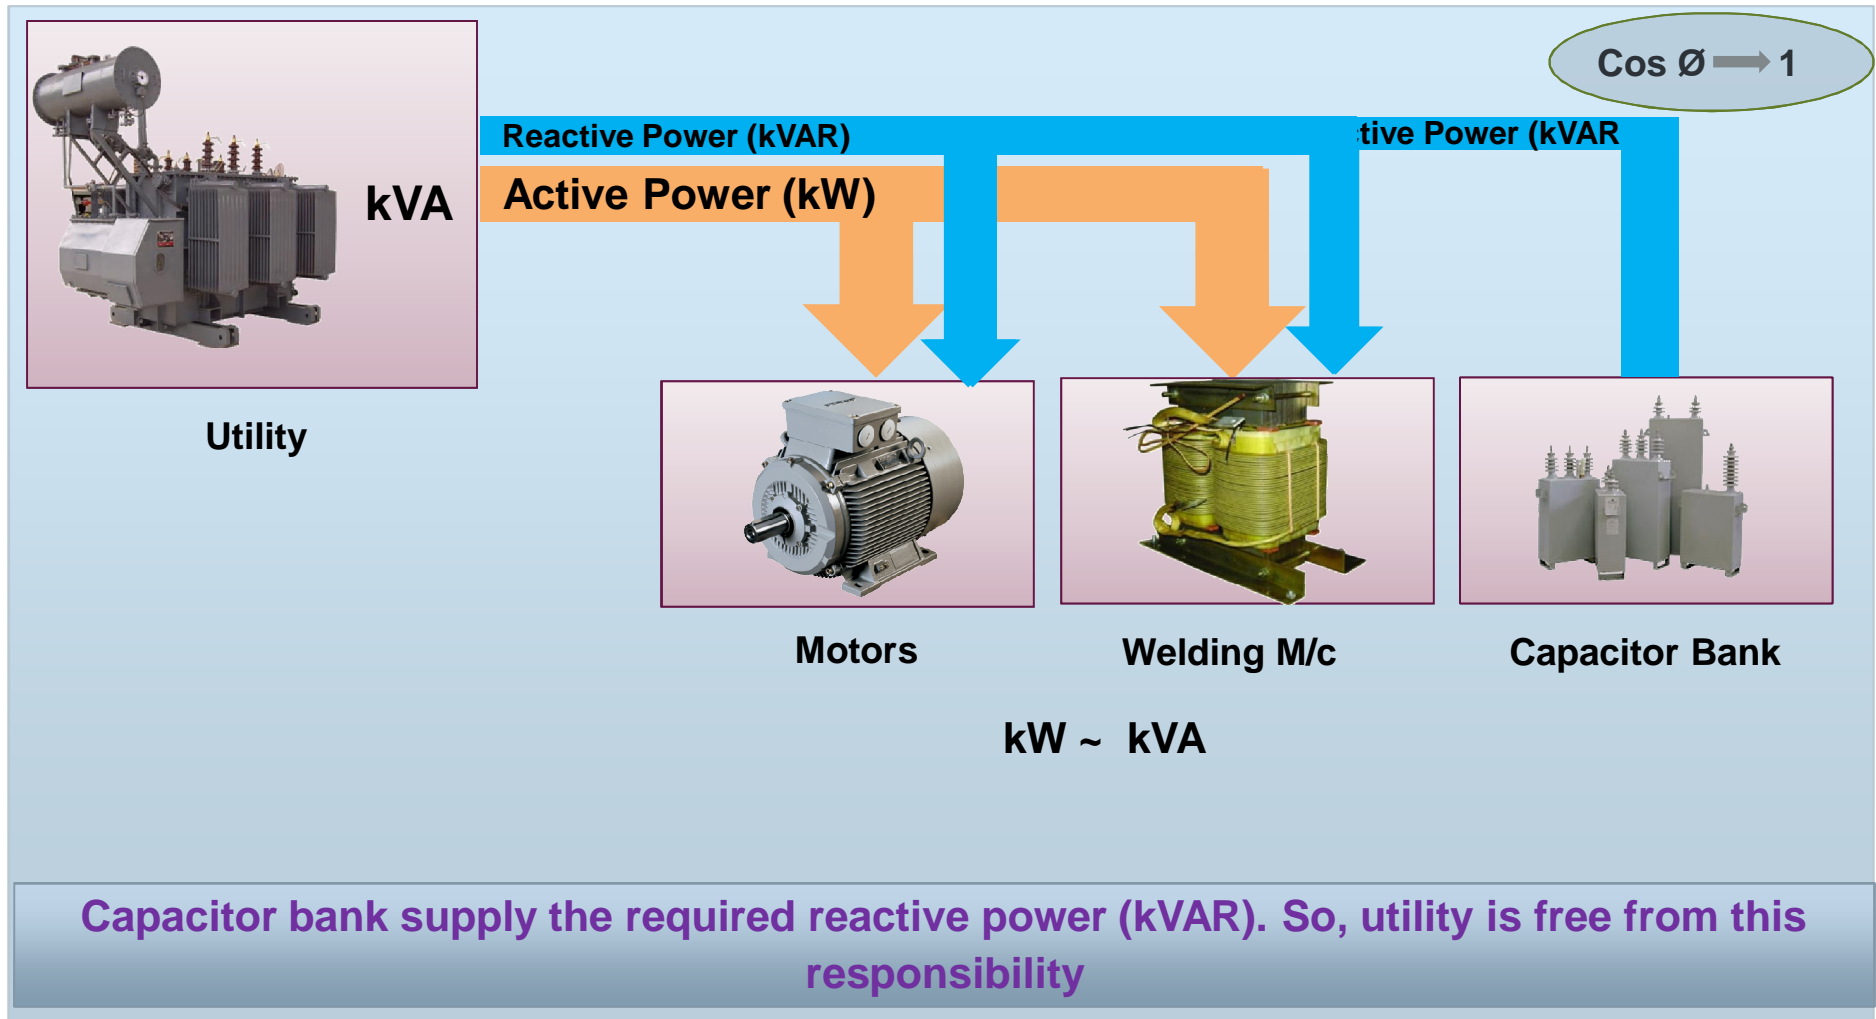 Cos Ø 1
Reactive Power (kVAR)
ctive Power (kVAR
Active Power (kW)
kVA
Utility
Motors
Welding M/c
Capacitor Bank
kW ~ kVA
Capacitor bank supply the required reactive power (kVAR). So, utility is free from this
responsibility